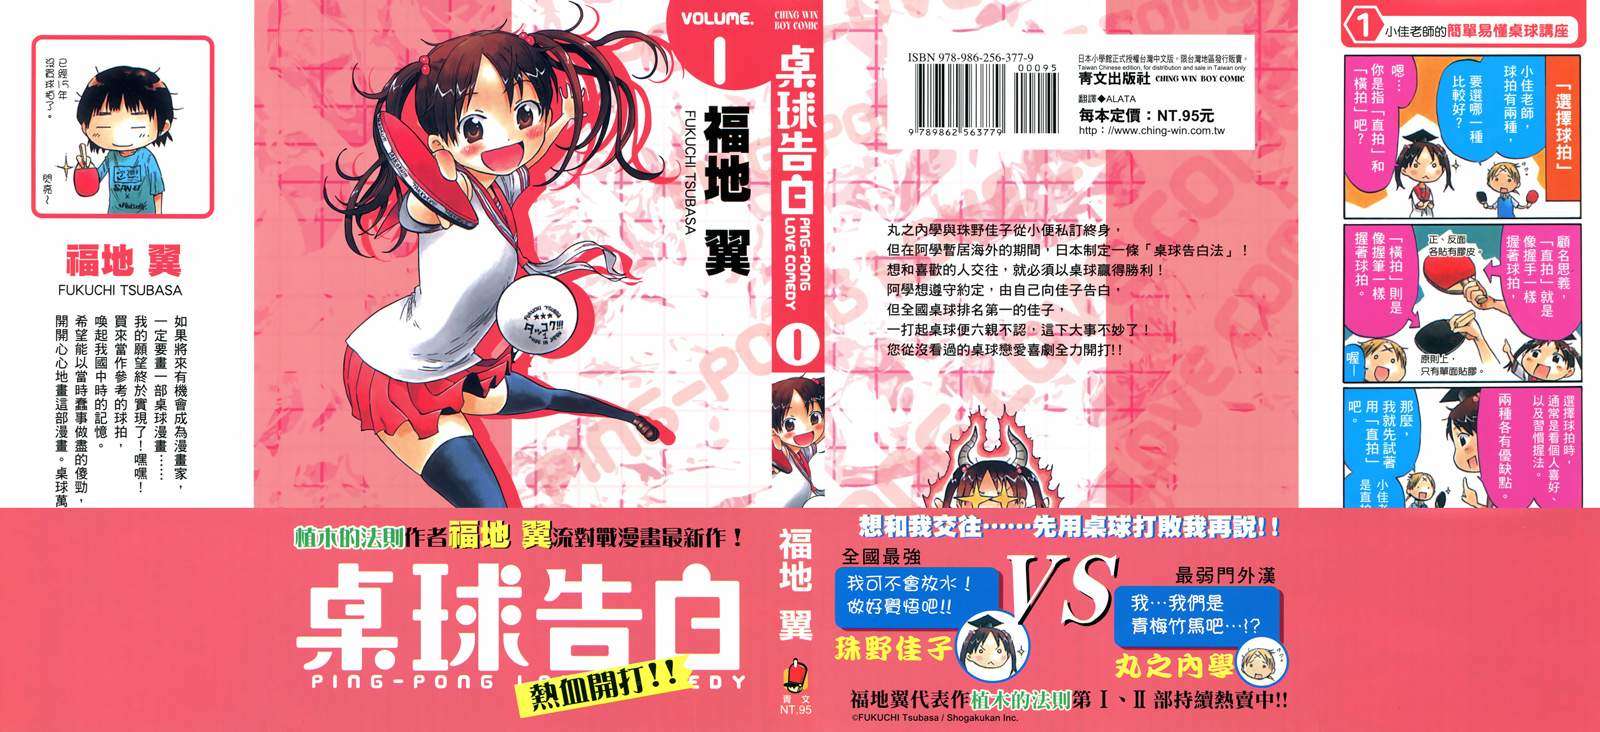 已經15年
沒買球拍了。
閃亮～
福地 翼
FUKUCHI TSUBASA
如果將來有機會成為漫畫家，
一定要畫一部桌球漫畫……
我的願望終於實現了！嘿嘿！
買來當作參考的球拍，
喚起我國中時的記憶。
希望能以當時蠢事做盡的傻勁，
開開心心地畫這部漫畫。桌球萬
VOLUME.
1
福地 翼
FUKUCHI TSUBASA
植木的法則作者福地 翼流對戰漫畫最新作！
桌球告白
PING-PONG LO
EDY
熱血開打!!
CHING WIN
BOY COMIC
桌球告白
PING-PONG
LOVE COMEDY
1
福地 翼
青文
NT.95
ISBN 978-986-256-377-9
00095
9 789862 563779
日本小學館正式授權台灣中文版，限台灣地區發行販賣。
Taiwan Chinese edition, for distribution and sale in Taiwan only
青文出版社 CHING WIN BOY COMIC
翻譯◆ALATA
每本定價：NT.95元
http：//www.ching-win.com.tw
丸之內學與珠野佳子從小便私訂終身，
但在阿學暫居海外的期間，日本制定一條「桌球告白法」！
想和喜歡的人交往，就必須以桌球贏得勝利！
阿學想遵守約定，由自己向佳子告白，
但全國桌球排名第一的佳子，
一打起桌球便六親不認，這下大事不妙了！
您從沒看過的桌球戀愛喜劇全力開打!!
想和我交往……先用桌球打敗我再說!!
全國最強
我可不會放水！
做好覺悟吧!!
珠野佳子
VS
最弱門外漢
我…我們是
青梅竹馬吧…!?
丸之內學
福地翼代表作植木的法則第Ⅰ、Ⅱ部持續熱賣中!!
©FUKUCHI Tsubasa / Shogakukan Inc.
1
小佳老師的簡單易懂桌球講座
「選擇球拍」
小佳老師，
球拍有兩種，
要選哪一種
比較好？
嗯…
你是指「直拍」和
「橫拍」吧？
顧名思義，
「直拍」就是
像握手一樣
握著球拍，
正、反面
各貼有膠皮。
「橫拍」則是
像握筆一樣
握著球拍。
原則上，
只有單面貼膠。
喔—
選擇球拍時，
通常是看個人喜好、
以及習慣握法。
兩種各有優缺點。
那麼，
我就先試著
用「直拍」
吧。
小佳老
是直拍